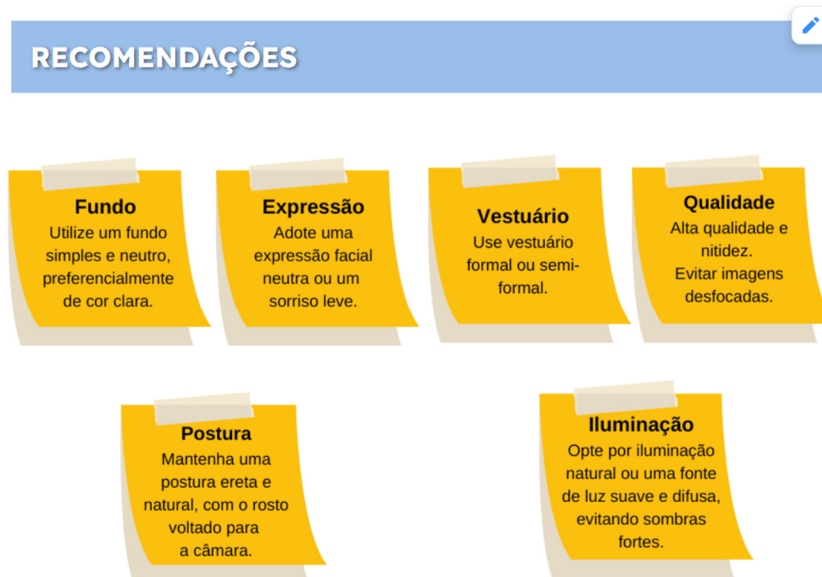 RECOMENDAÇÕES
Fundo
Utilize um fundo
simples e neutro,
preferencialmente
de cor clara.
Expressão
Adote uma
expressão facial
neutra ou um
sorriso leve.
Vestuário
Use vestuário
formal ou semi-
formal.
Qualidade
Alta qualidade e
nitidez.
Evitar imagens
desfocadas.
Postura
Mantenha uma
postura ereta e
natural, com o rosto
voltado para
a câmara.
Iluminação
Opte por iluminação
natural ou uma fonte
de luz suave e difusa,
evitando sombras
fortes.